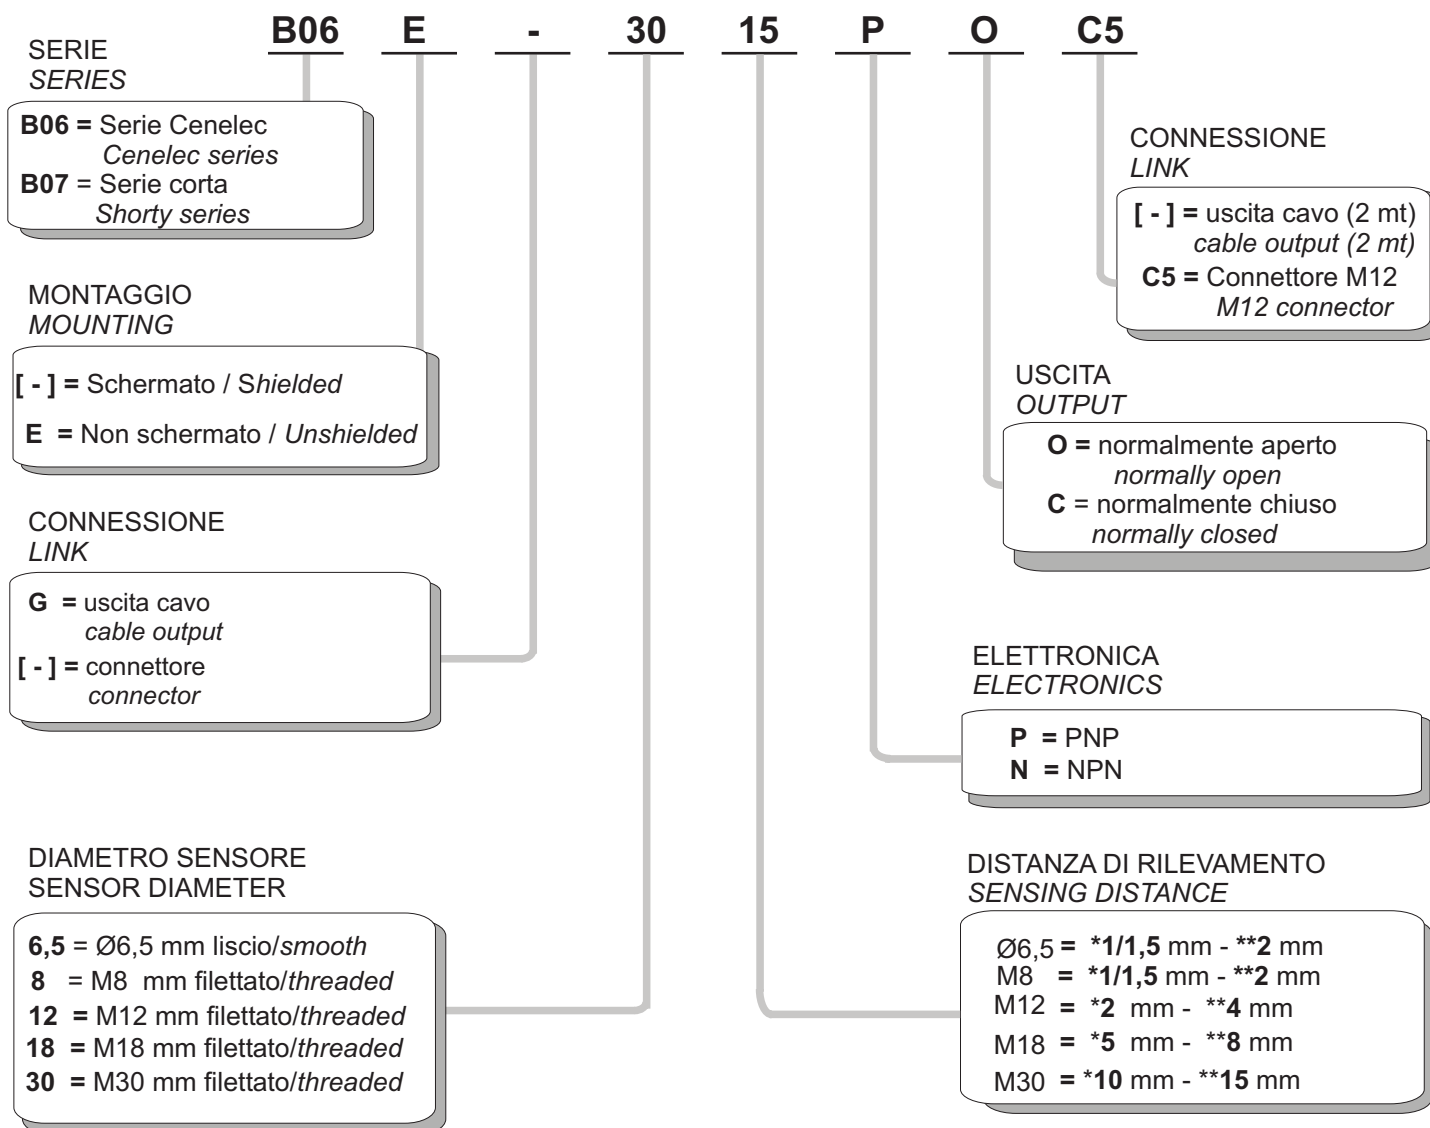 B06 E - 30 15 P O C5
SERIE
SERIES
B06 = Serie Cenelec
Cenelec series
B07 = Serie corta
Shorty series
MONTAGGIO
MOUNTING
[ - ] = Schermato / Shielded
E = Non schermato / Unshielded
CONNESSIONE
LINK
G = uscita cavo
cable output
[ - ] = connettore
connector
DIAMETRO SENSORE
SENSOR DIAMETER
6,5 = Ø6,5 mm liscio/smooth
8 = M8 mm filettato/threaded
12 = M12 mm filettato/threaded
18 = M18 mm filettato/threaded
30 = M30 mm filettato/threaded
CONNESSIONE
LINK
[ - ] = uscita cavo (2 mt)
cable output (2 mt)
C5 = Connettore M12
M12 connector
USCITA
OUTPUT
O = normalmente aperto
normally open
C = normalmente chiuso
normally closed
ELETTRONICA
ELECTRONICS
P = PNP
N = NPN
DISTANZA DI RILEVAMENTO
SENSING DISTANCE
Ø6,5 = *1/1,5 mm - **2 mm
M8 = *1/1,5 mm - **2 mm
M12 = *2 mm - **4 mm
M18 = *5 mm - **8 mm
M30 = *10 mm - **15 mm